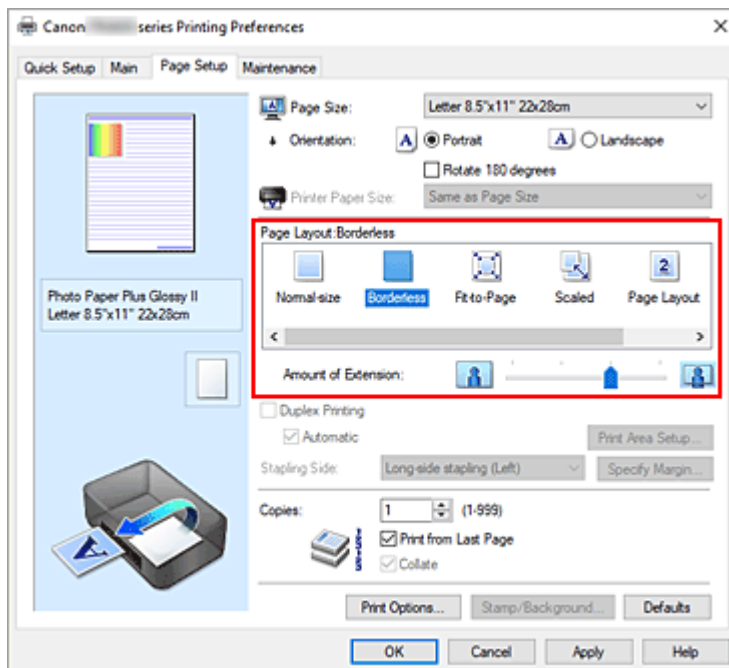 Canon series Printing Preferences
Quick Setup Main Page Setup Maintenance
Page Size: Letter 8.5"x11" 22x28cm
Orientation: A Portrait A Landscape
Rotate 180 degrees
Printer Paper Size: Same as Page Size
Page Layout:Borderless
Normal-size Borderless Fit-to-Page Scaled Page Layout
Photo Paper Plus Glossy II
Letter 8.5"x11" 22x28cm
Amount of Extension:
Duplex Printing
Automatic Print Area Setup...
Stapling Side: Long-side stapling (Left) Specify Margin...
Copies: 1 (1-999)
Print from Last Page
Collate
Print Options... Stamp/Background... Defaults
OK Cancel Apply Help